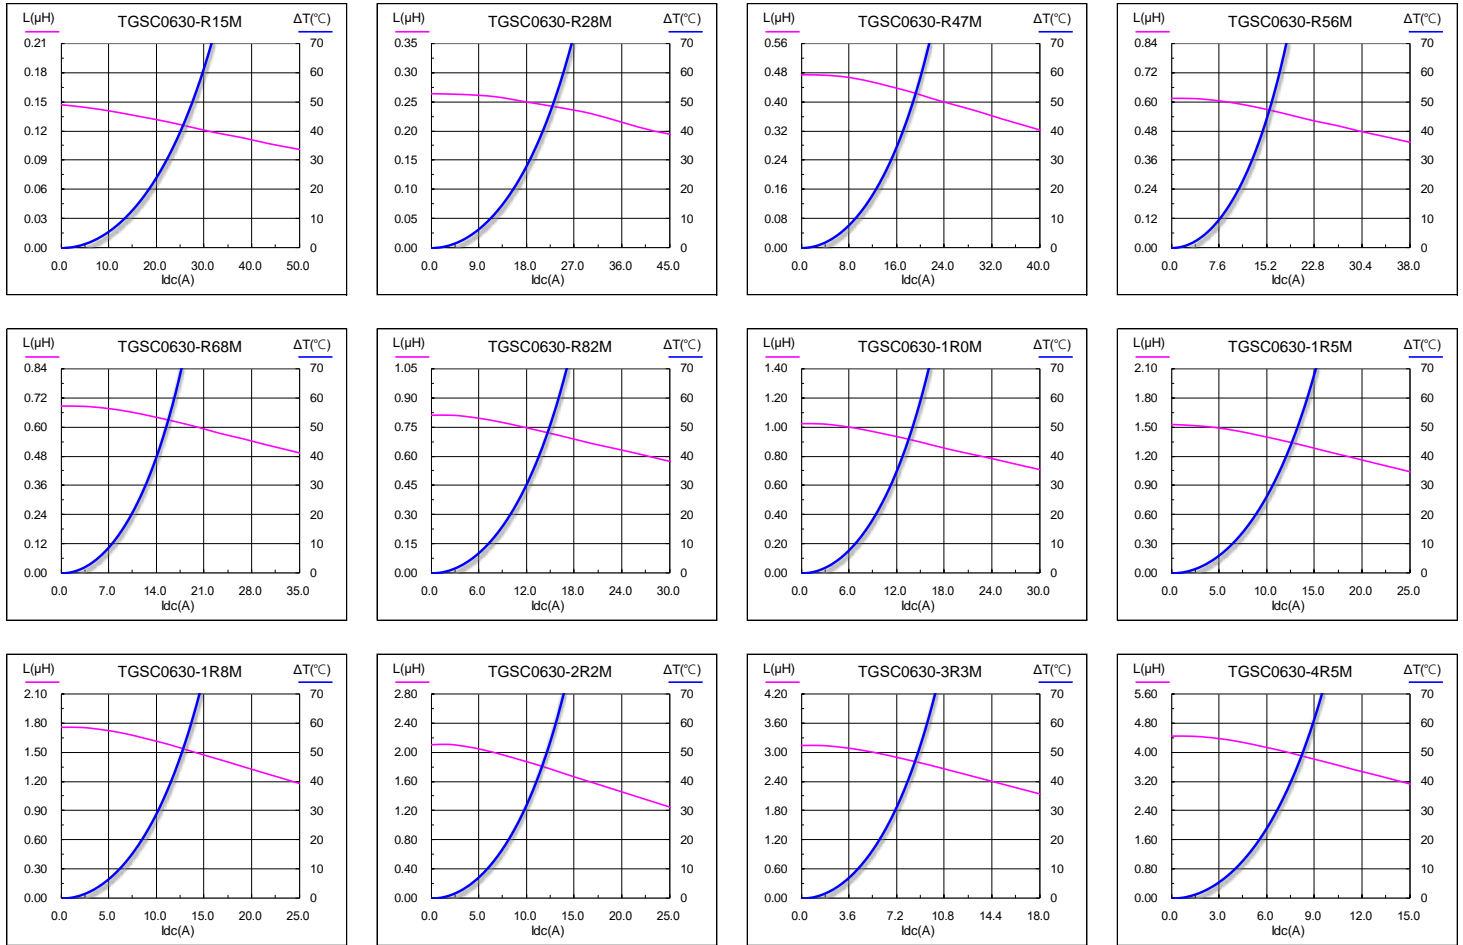 L(μH) TGSC0630-R15M ΔT(℃)
0.21 70
0.18 60
0.15 50
0.12 40
0.09 30
0.06 20
0.03 10
0.00 0
0.0 10.0 20.0 30.0 40.0 50.0
Idc(A)
L(μH) TGSC0630-R28M ΔT(℃)
0.35 70
0.30 60
0.25 50
0.20 40
0.15 30
0.10 20
0.05 10
0.00 0
0.0 9.0 18.0 27.0 36.0 45.0
Idc(A)
L(μH) TGSC0630-R47M ΔT(℃)
0.56 70
0.48 60
0.40 50
0.32 40
0.24 30
0.16 20
0.08 10
0.00 0
0.0 8.0 16.0 24.0 32.0 40.0
Idc(A)
L(μH) TGSC0630-R56M ΔT(℃)
0.84 70
0.72 60
0.60 50
0.48 40
0.36 30
0.24 20
0.12 10
0.00 0
0.0 7.6 15.2 22.8 30.4 38.0
Idc(A)
L(μH) TGSC0630-R68M ΔT(℃)
0.84 70
0.72 60
0.60 50
0.48 40
0.36 30
0.24 20
0.12 10
0.00 0
0.0 7.0 14.0 21.0 28.0 35.0
Idc(A)
L(μH) TGSC0630-R82M ΔT(℃)
1.05 70
0.90 60
0.75 50
0.60 40
0.45 30
0.30 20
0.15 10
0.00 0
0.0 6.0 12.0 18.0 24.0 30.0
Idc(A)
L(μH) TGSC0630-1R0M ΔT(℃)
1.40 70
1.20 60
1.00 50
0.80 40
0.60 30
0.40 20
0.20 10
0.00 0
0.0 6.0 12.0 18.0 24.0 30.0
Idc(A)
L(μH) TGSC0630-1R5M ΔT(℃)
2.10 70
1.80 60
1.50 50
1.20 40
0.90 30
0.60 20
0.30 10
0.00 0
0.0 5.0 10.0 15.0 20.0 25.0
Idc(A)
L(μH) TGSC0630-1R8M ΔT(℃)
2.10 70
1.80 60
1.50 50
1.20 40
0.90 30
0.60 20
0.30 10
0.00 0
0.0 5.0 10.0 15.0 20.0 25.0
Idc(A)
L(μH) TGSC0630-2R2M ΔT(℃)
2.80 70
2.40 60
2.00 50
1.60 40
1.20 30
0.80 20
0.40 10
0.00 0
0.0 5.0 10.0 15.0 20.0 25.0
Idc(A)
L(μH) TGSC0630-3R3M ΔT(℃)
4.20 70
3.60 60
3.00 50
2.40 40
1.80 30
1.20 20
0.60 10
0.00 0
0.0 3.6 7.2 10.8 14.4 18.0
Idc(A)
L(μH) TGSC0630-4R5M ΔT(℃)
5.60 70
4.80 60
4.00 50
3.20 40
2.40 30
1.60 20
0.80 10
0.00 0
0.0 3.0 6.0 9.0 12.0 15.0
Idc(A)